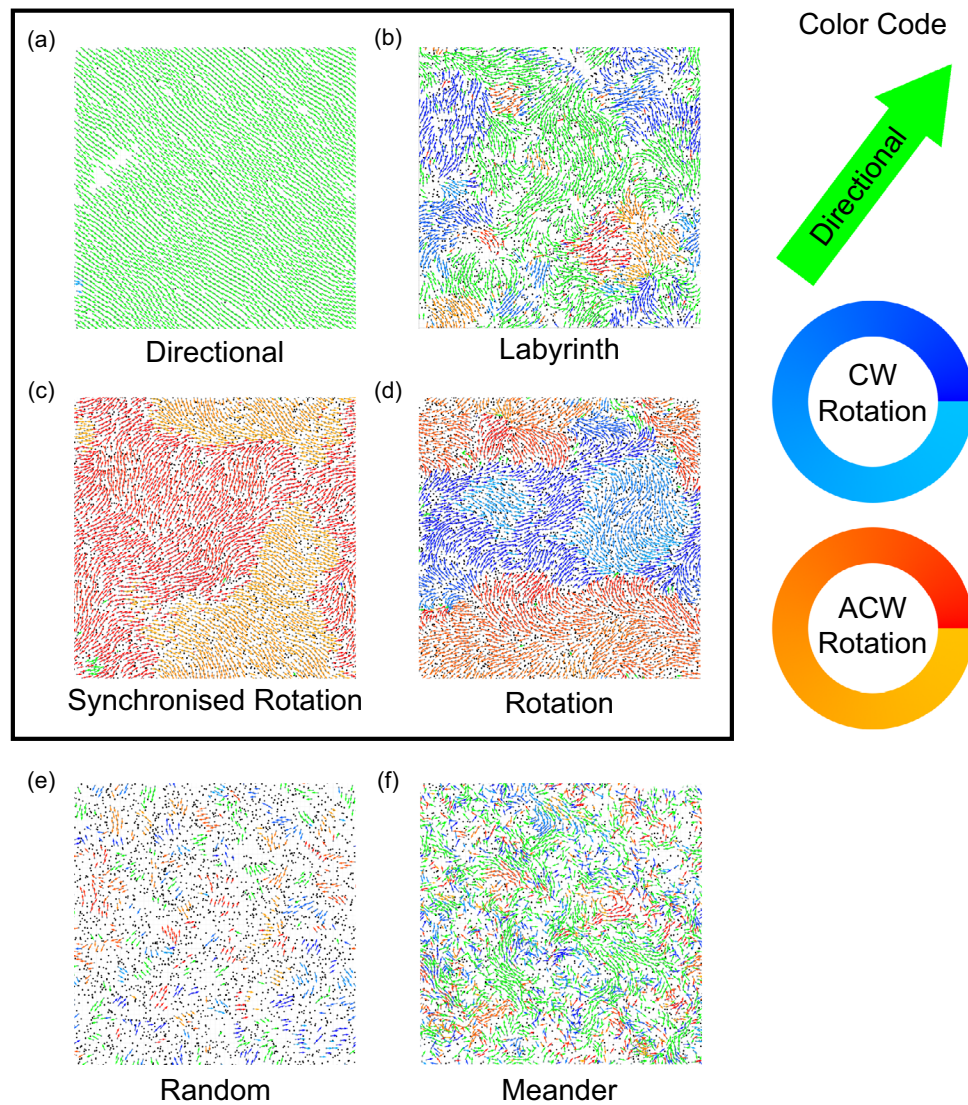 (a)
(b)
Color Code
Directional
Directional
Labyrinth
CW
Rotation
(c)
(d)
ACW
Rotation
Synchronised Rotation
Rotation
(e)
(f)
Random
Meander